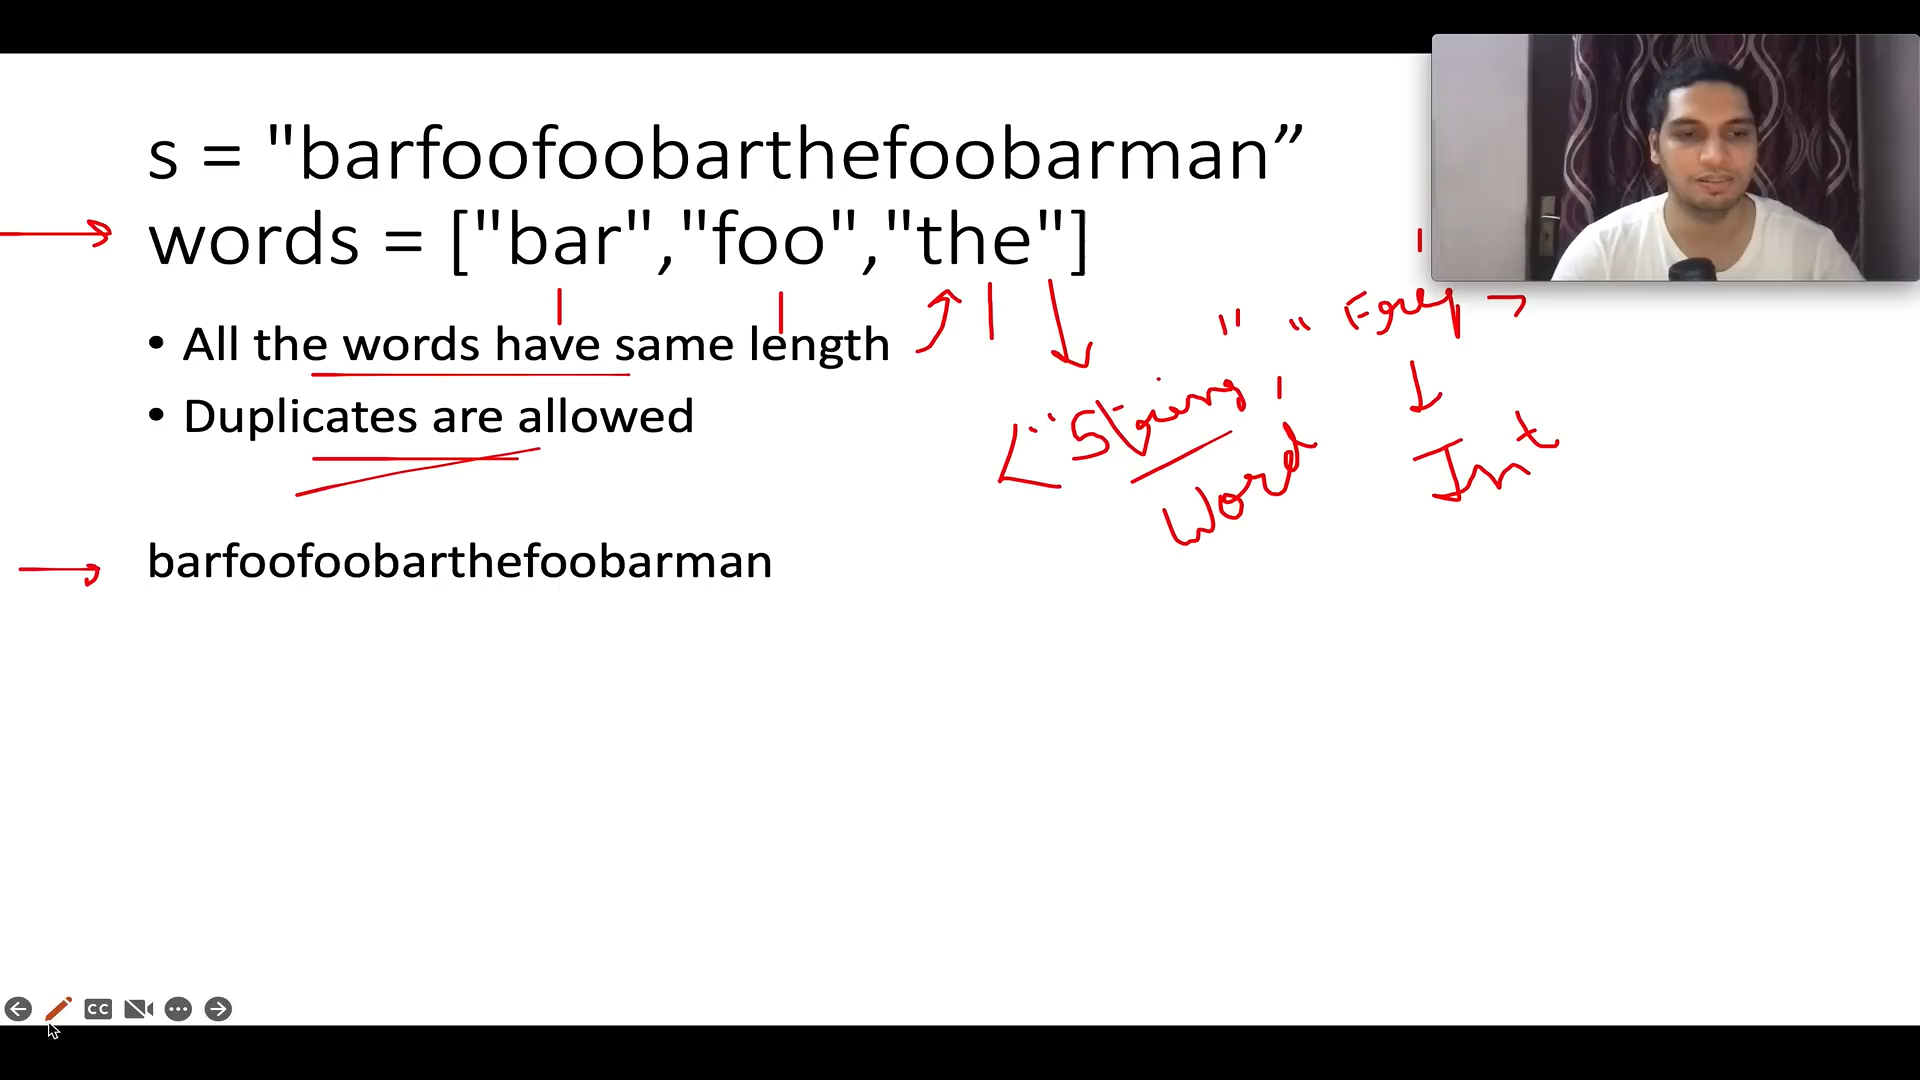 s = "barfoofoobarthefoobarman”
words = ["bar","foo","the"]
• All the words have same length
• Duplicates are allowed
barfoofoobarthefoobarman
<"String,
Word
Freq >
Int
CC